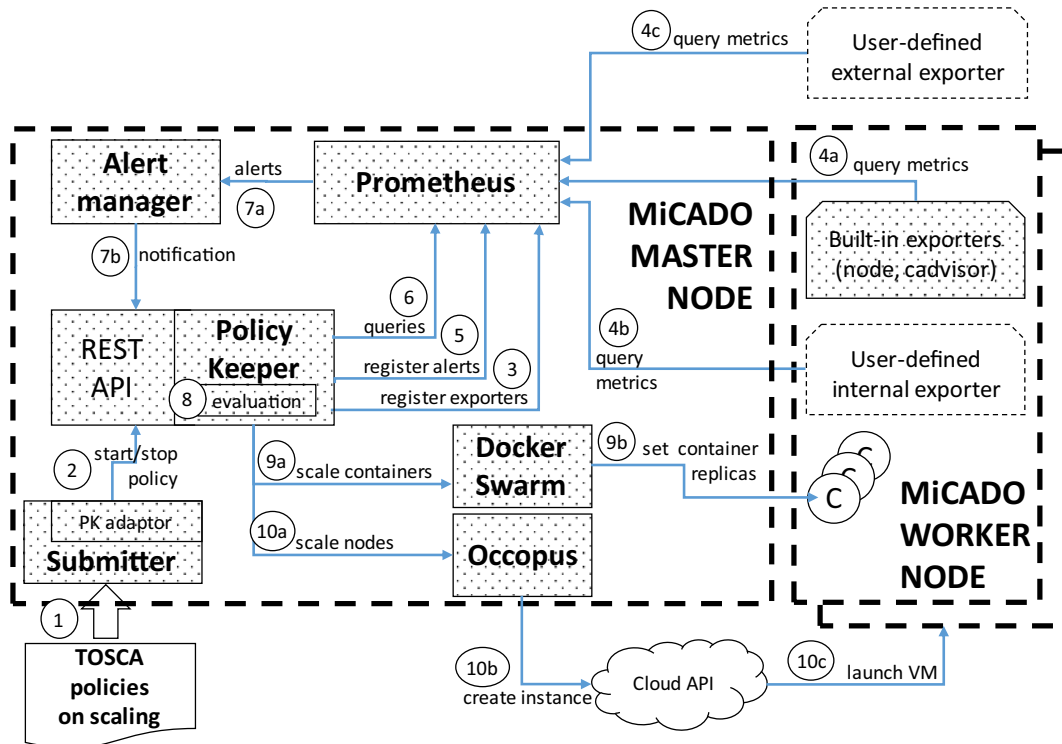 4c
query metrics
User-defined
external exporter
Alert
manager
alerts
7a
Prometheus
4a
query metrics
MiCADO
MASTER
NODE
Built-in exporters
(node, cadvisor)
7b
notification
REST
API
Policy
Keeper
8
evaluation
6
queries
5
register alerts
3
register exporters
4b
query
metrics
User-defined
internal exporter
2
start/stop
policy
9a
scale containers
Docker
Swarm
9b
set container
replicas
C
C
C
MiCADO
WORKER
NODE
PK adaptor
Submitter
10a
scale nodes
Occopus
1
TOSCA
policies
on scaling
10b
create instance
Cloud API
10c
launch VM